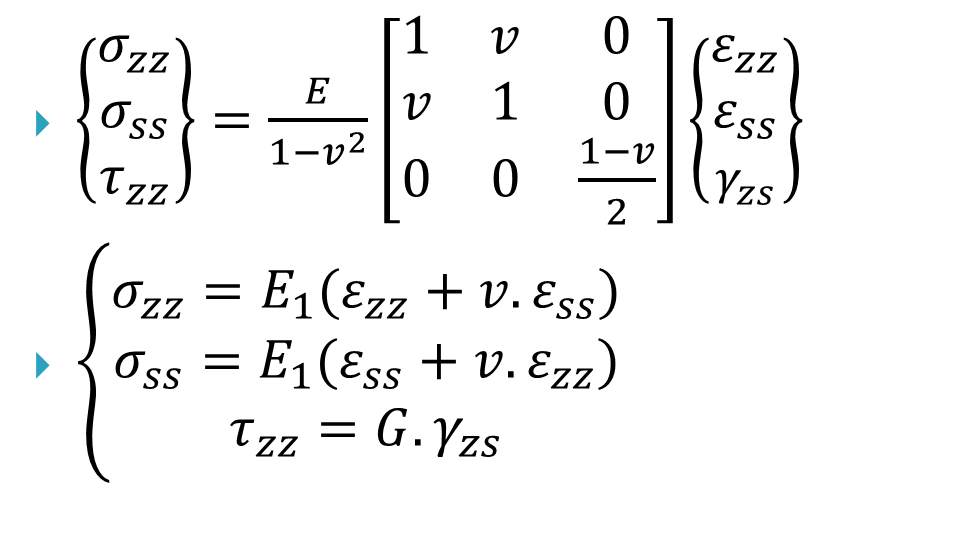 {σzz σss τzz} = E/(1−v²) [1 v 0; v 1 0; 0 0 (1−v)/2] {εzz εss γzs}
σzz = E₁(εzz + v. εss)
σss = E₁(εss + v. εzz)
τzz = G. γzs